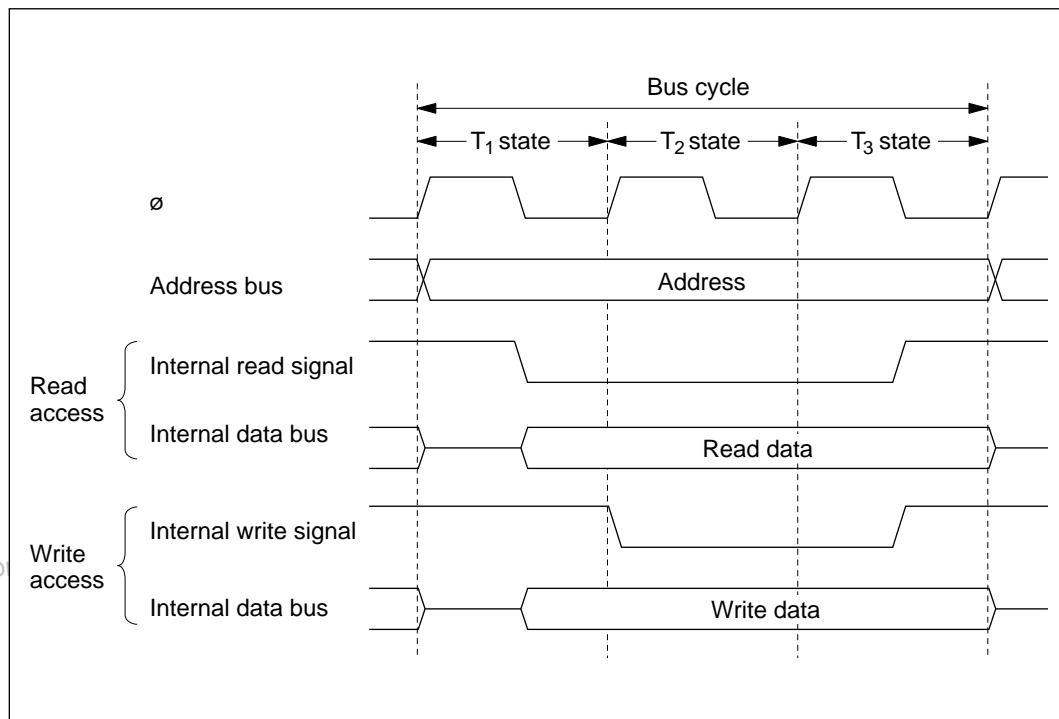 Bus cycle
T1 state
T2 state
T3 state
ø
Address bus
Address
Read
access
Internal read signal
Internal data bus
Read data
Write
access
Internal write signal
Internal data bus
Write data